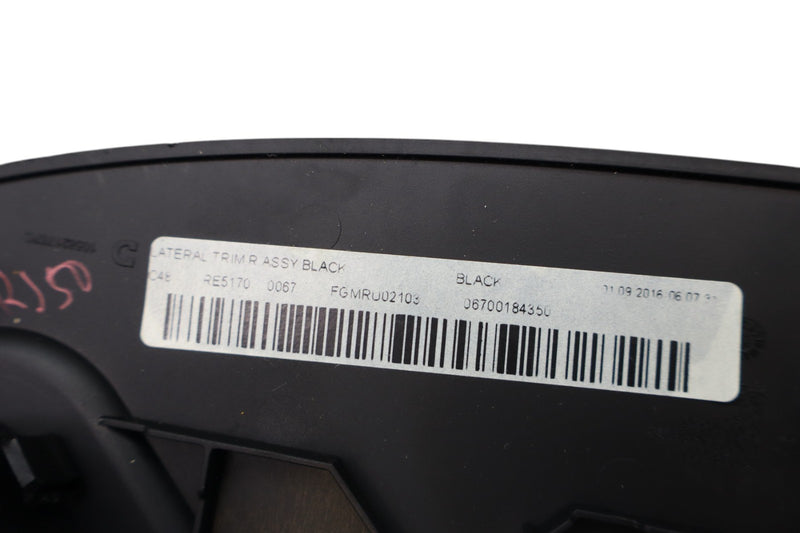 LATERAL TRIM R ASSY BLACK BLACK 01.09.2016 06:07:31
C48 RE5170 0067 FGMRU02103 06700184350